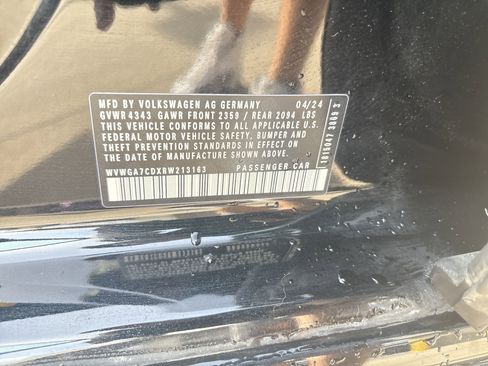 MFD BY VOLKSWAGEN AG GERMANY 04/24
GVWR 4343 GAWR FRONT 2359 / REAR 2094 LBS
THIS VEHICLE CONFORMS TO ALL APPLICABLE U.S.
FEDERAL MOTOR VEHICLE SAFETY, BUMPER AND
THEFT PREVENTION STANDARDS IN EFFECT ON THE
DATE OF MANUFACTURE SHOWN ABOVE.
WVWGA7CDXRW213163 PASSENGER CAR